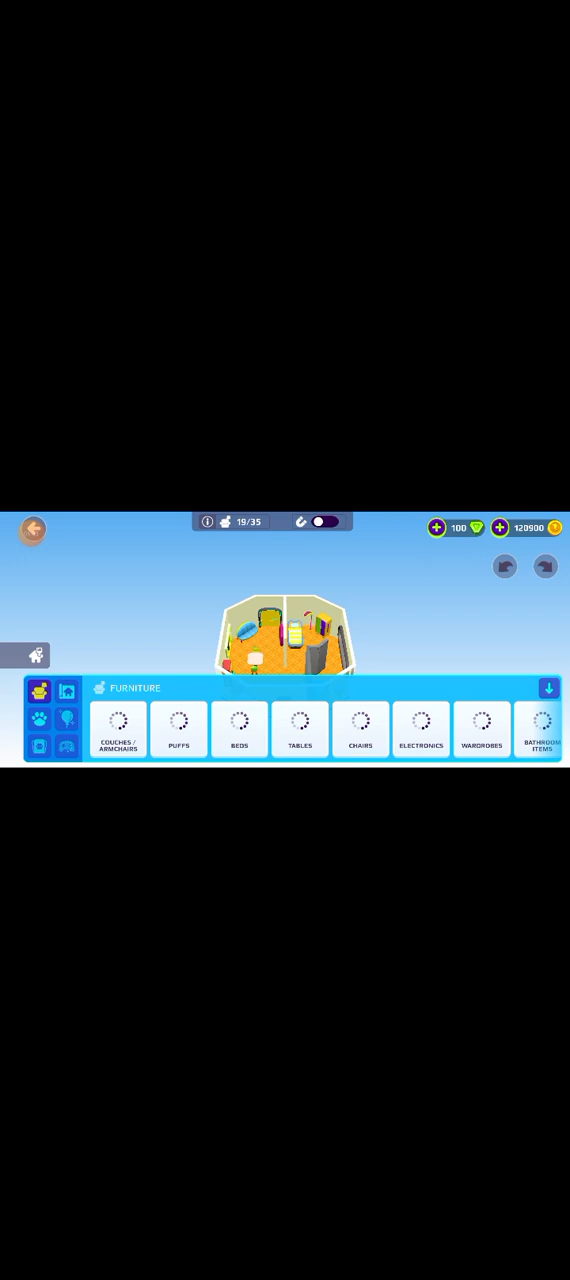 19/35
100
120900
FURNITURE
COUCHES /
ARMCHAIRS
PUFFS
BEDS
TABLES
CHAIRS
ELECTRONICS
WARDROBES
BATHROOM
ITEMS